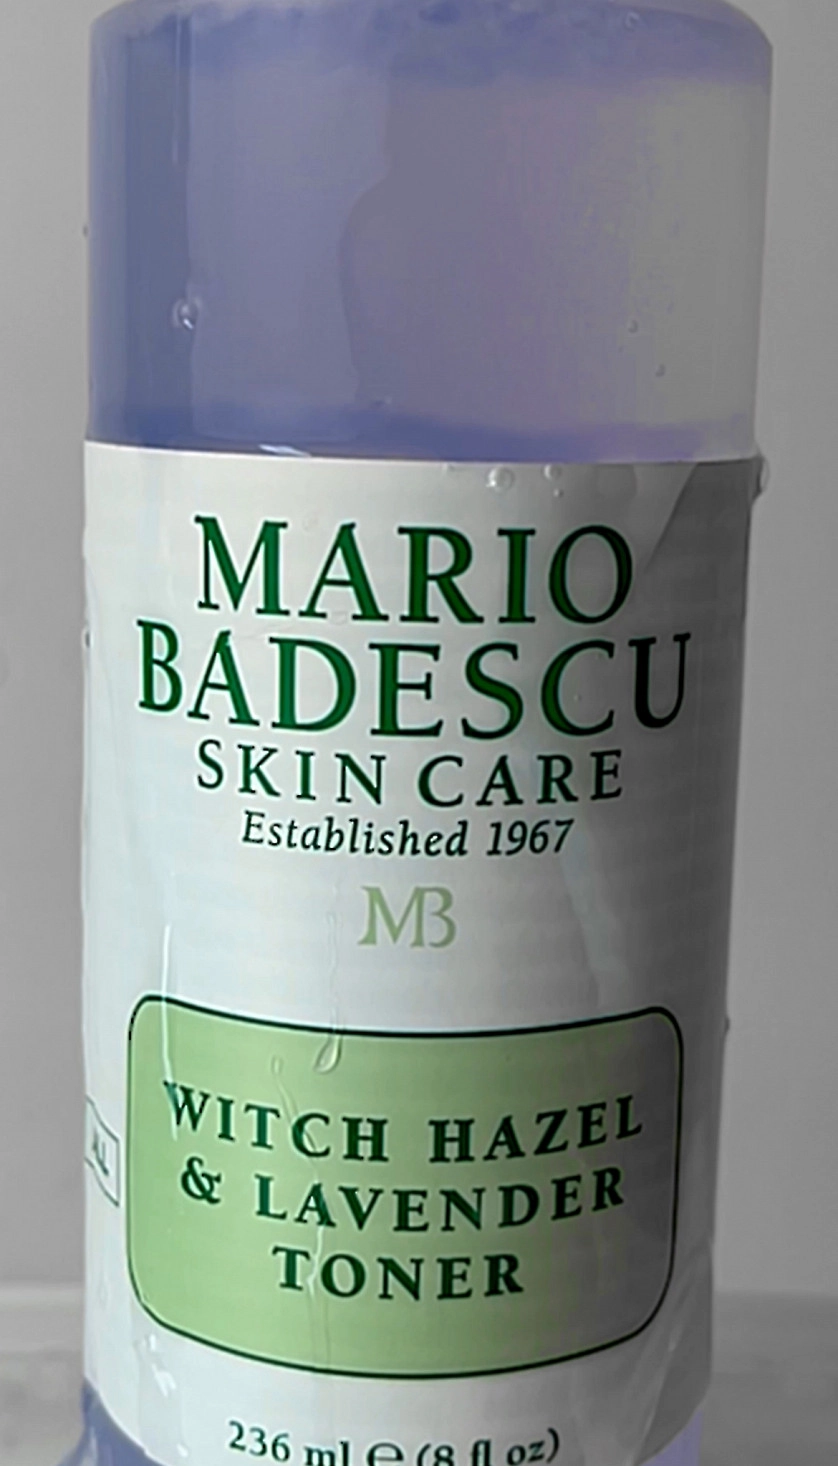 MARIO
BADESCU
SKIN CARE
Established 1967
MB
WITCH HAZEL
& LAVENDER
TONER
236 ml ℮ (8 fl oz)